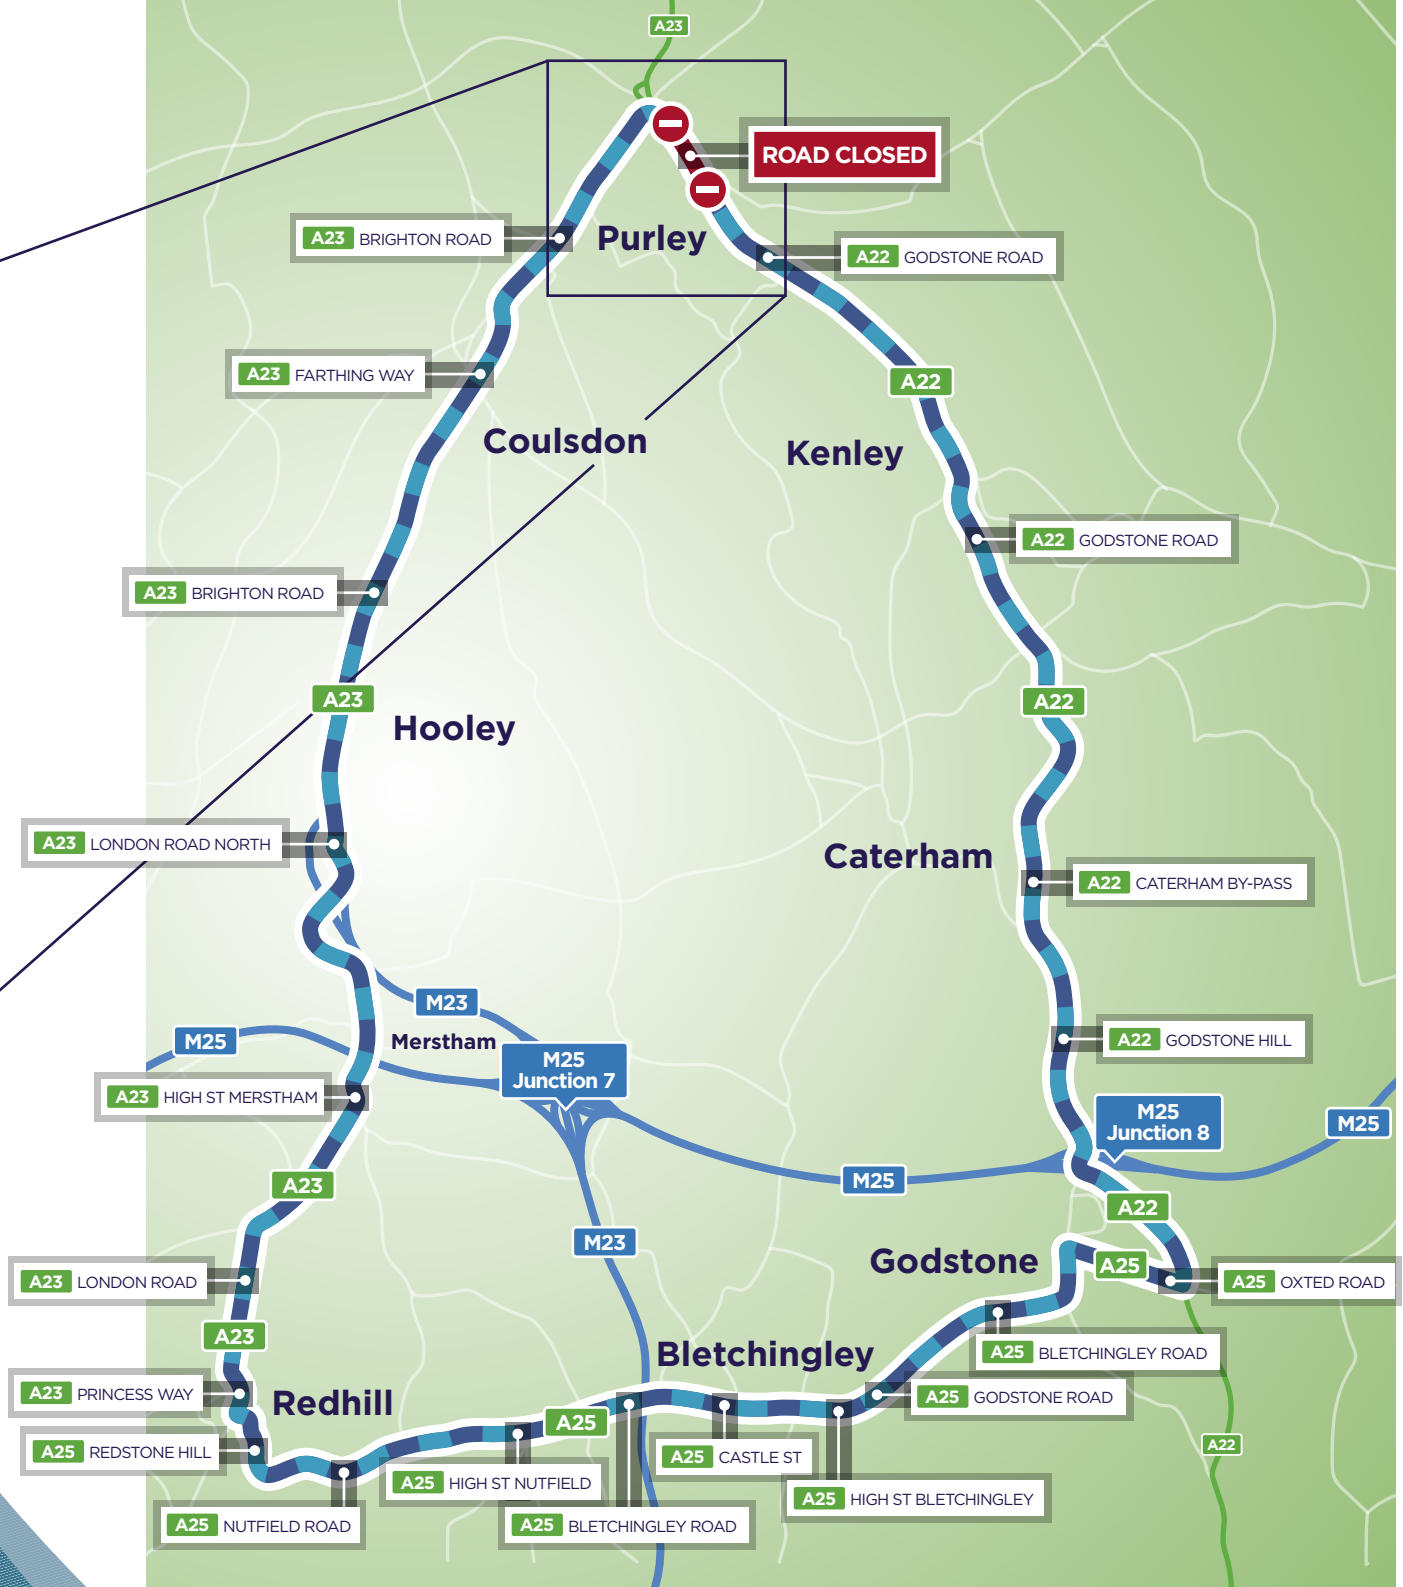 A23
ROAD CLOSED
A23 BRIGHTON ROAD
Purley
A22 GODSTONE ROAD
A23 FARTHING WAY
A22
Coulsdon
Kenley
A22 GODSTONE ROAD
A23 BRIGHTON ROAD
A23
A22
Hooley
A23 LONDON ROAD NORTH
Caterham
A22 CATERHAM BY-PASS
M23
M25
Merstham
A22 GODSTONE HILL
M25
Junction 7
A23 HIGH ST MERSTHAM
M25
Junction 8
M25
A23
M25
A22
M23
Godstone
A25
A23 LONDON ROAD
A25 OXTED ROAD
A23
Bletchingley
A25 BLETCHINGLEY ROAD
A23 PRINCESS WAY
Redhill
A25 GODSTONE ROAD
A25
A25 REDSTONE HILL
A22
A25 CASTLE ST
A25 HIGH ST NUTFIELD
A25 HIGH ST BLETCHINGLEY
A25 NUTFIELD ROAD
A25 BLETCHINGLEY ROAD